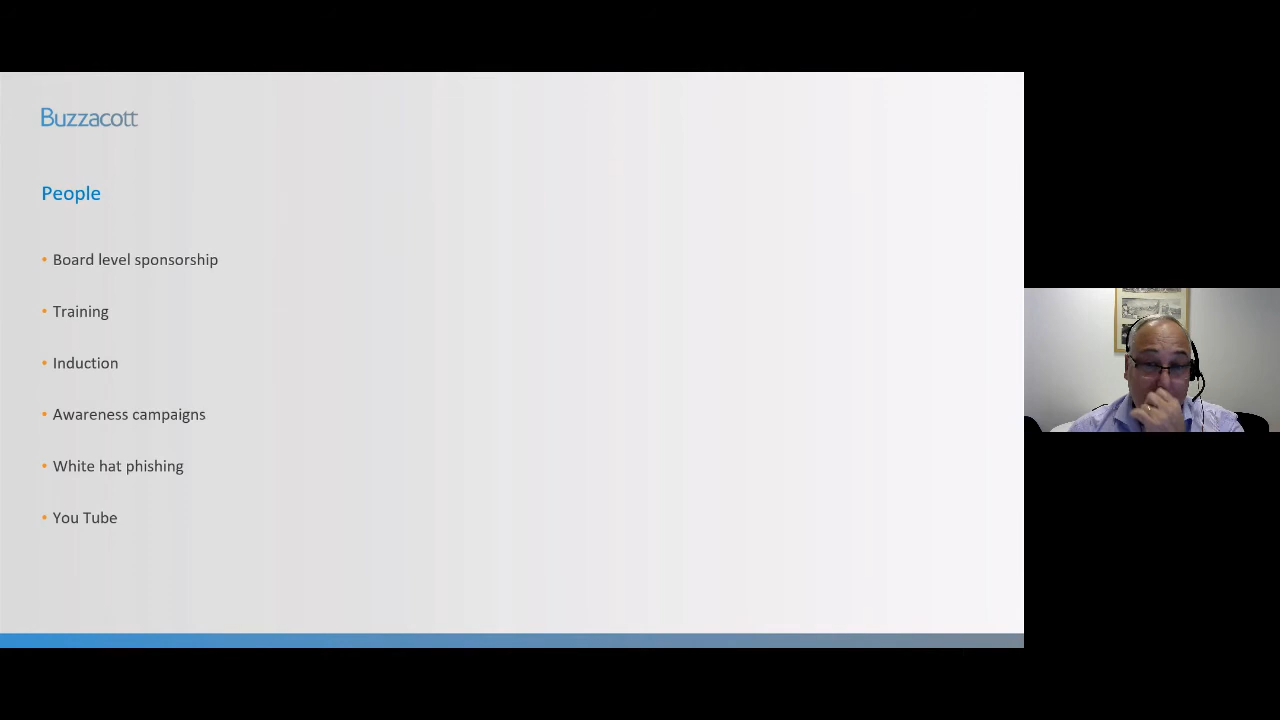 Buzzacott
People
• Board level sponsorship
• Training
• Induction
• Awareness campaigns
• White hat phishing
• You Tube